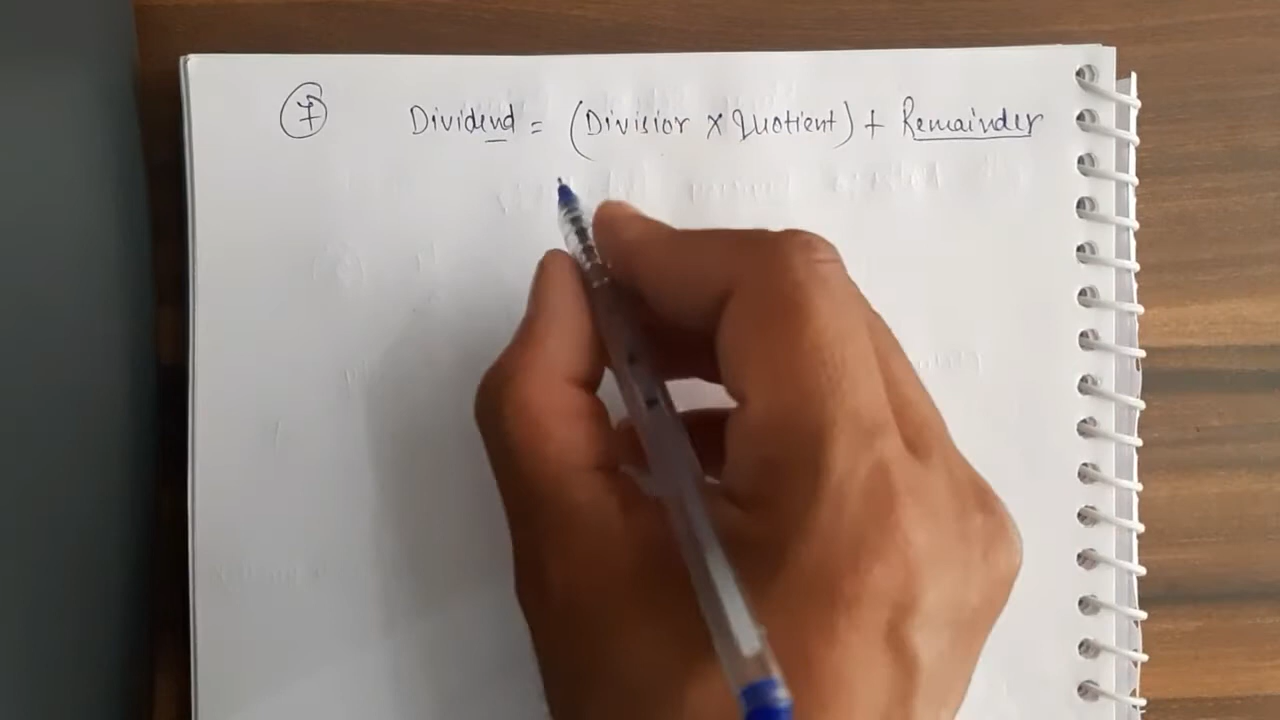 7 Dividend = (Divisior × Quotient) + Remainder